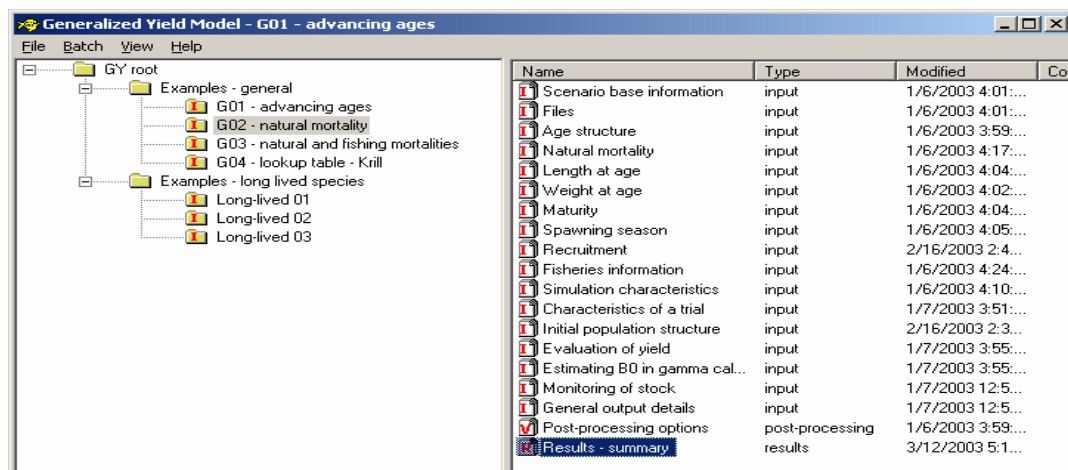 Generalized Yield Model - G01 - advancing ages
File Batch View Help
GY root
Examples - general
G01 - advancing ages
G02 - natural mortality
G03 - natural and fishing mortalities
G04 - lookup table - Krill
Examples - long lived species
Long-lived 01
Long-lived 02
Long-lived 03
Name Type Modified Co
Scenario base information input 1/6/2003 4:01:...
Files input 1/6/2003 4:01:...
Age structure input 1/6/2003 3:59:...
Natural mortality input 1/6/2003 4:17:...
Length at age input 1/6/2003 4:04:...
Weight at age input 1/6/2003 4:02:...
Maturity input 1/6/2003 4:04:...
Spawning season input 1/6/2003 4:05:...
Recruitment input 2/16/2003 2:4...
Fisheries information input 1/6/2003 4:24:...
Simulation characteristics input 1/6/2003 4:10:...
Characteristics of a trial input 1/7/2003 3:51:...
Initial population structure input 2/16/2003 2:3...
Evaluation of yield input 1/7/2003 3:55:...
Estimating B0 in gamma cal... input 1/7/2003 3:55:...
Monitoring of stock input 1/7/2003 12:5...
General output details input 1/7/2003 12:5...
Post-processing options post-processing 1/6/2003 3:59:...
Results - summary results 3/12/2003 5:1...